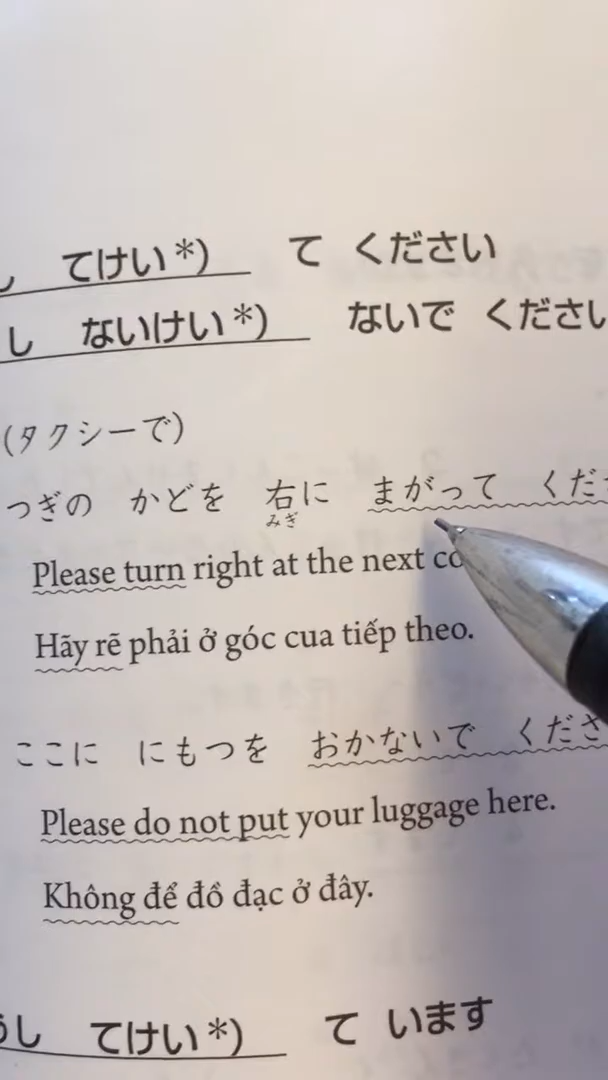 し てけい*) て ください
し ないけい*) ないで くださ
(タクシーで)
つぎの かどを 右に まがって くだ
みぎ
Please turn right at the next
Hãy rẽ phải ở góc cua tiếp theo.
ここに にもつを おかないで くださ
Please do not put your luggage here.
Không để đồ đạc ở đây.
し てけい*) て います